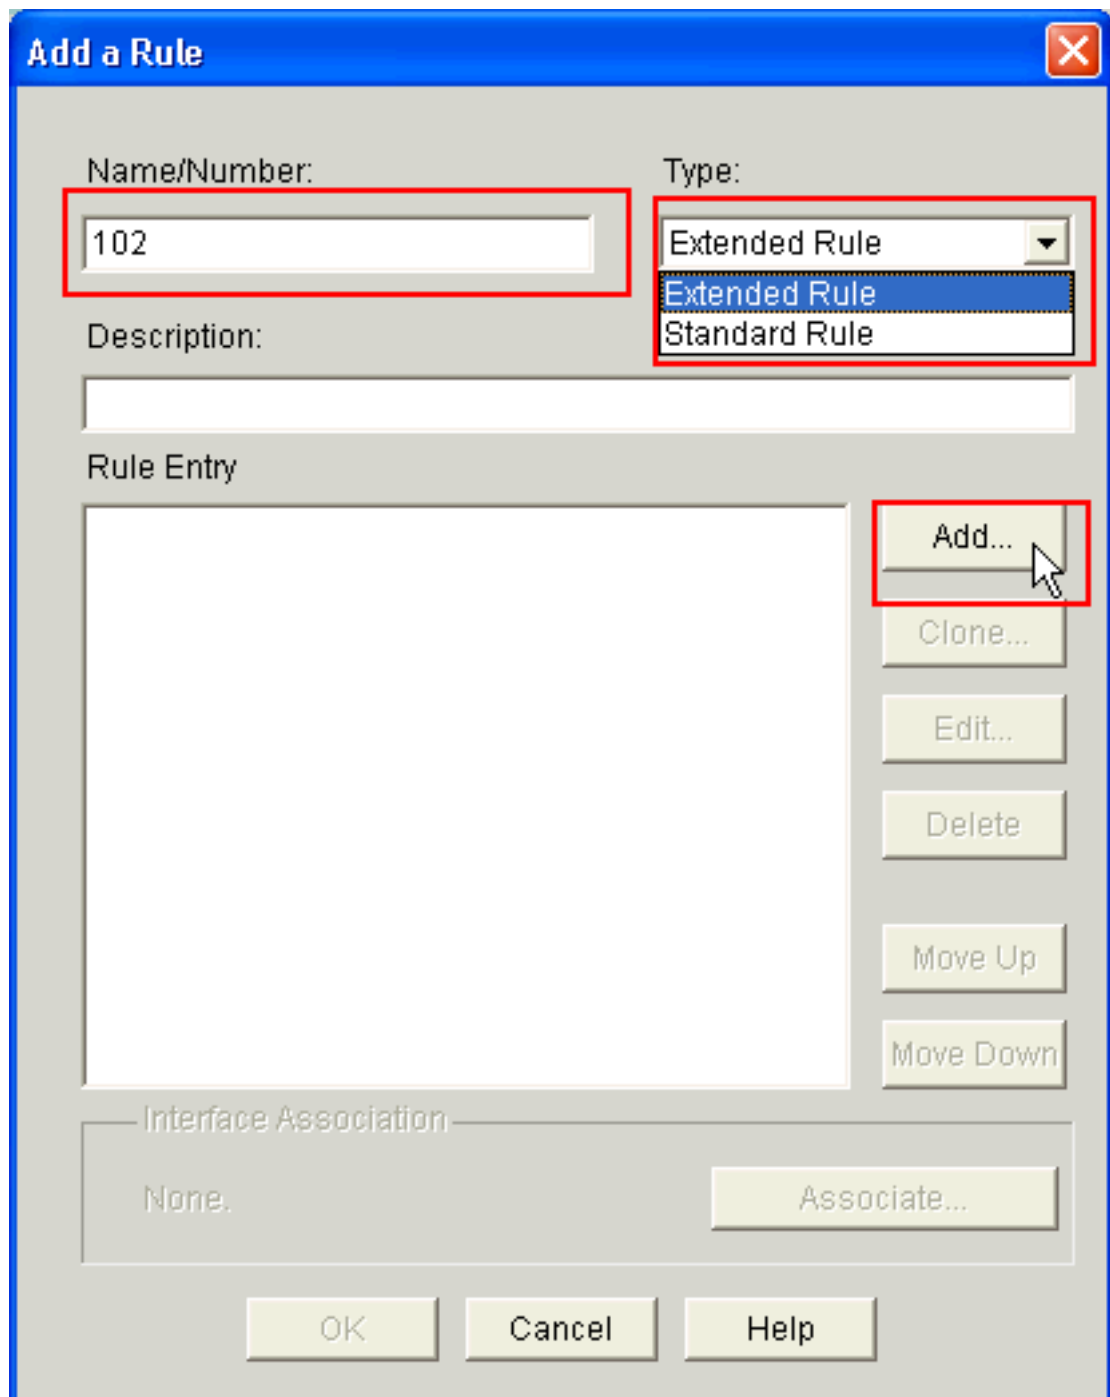 Add a Rule
Name/Number:
Type:
102
Extended Rule
Extended Rule
Standard Rule
Description:
Rule Entry
Add...
Clone...
Edit...
Delete
Move Up
Move Down
Interface Association
None.
Associate...
OK
Cancel
Help